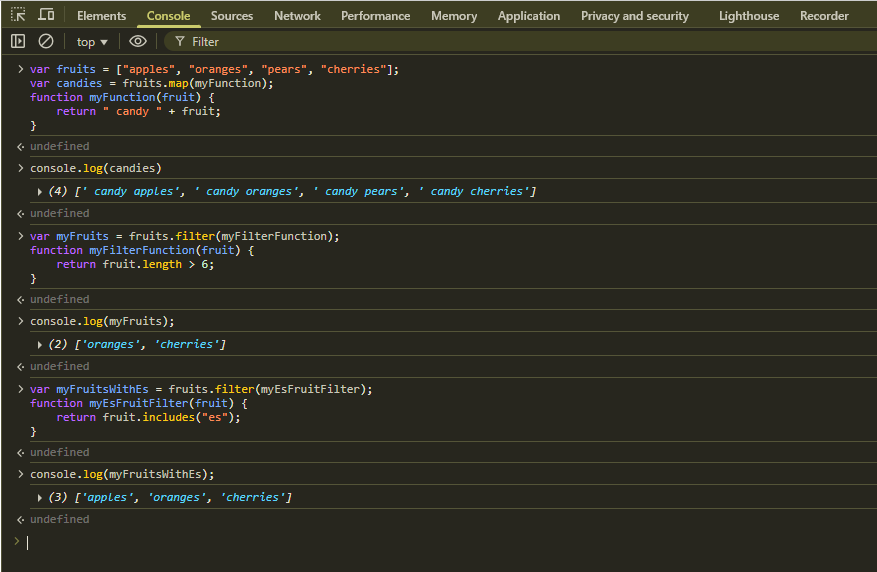 Elements Console Sources Network Performance Memory Application Privacy and security Lighthouse Recorder
top Filter
var fruits = ["apples", "oranges", "pears", "cherries"];
var candies = fruits.map(myFunction);
function myFunction(fruit) {
    return " candy " + fruit;
}
undefined
console.log(candies)
(4) [' candy apples', ' candy oranges', ' candy pears', ' candy cherries']
undefined
var myFruits = fruits.filter(myFilterFunction);
function myFilterFunction(fruit) {
    return fruit.length > 6;
}
undefined
console.log(myFruits);
(2) ['oranges', 'cherries']
undefined
var myFruitsWithEs = fruits.filter(myEsFruitFilter);
function myEsFruitFilter(fruit) {
    return fruit.includes("es");
}
undefined
console.log(myFruitsWithEs);
(3) ['apples', 'oranges', 'cherries']
undefined